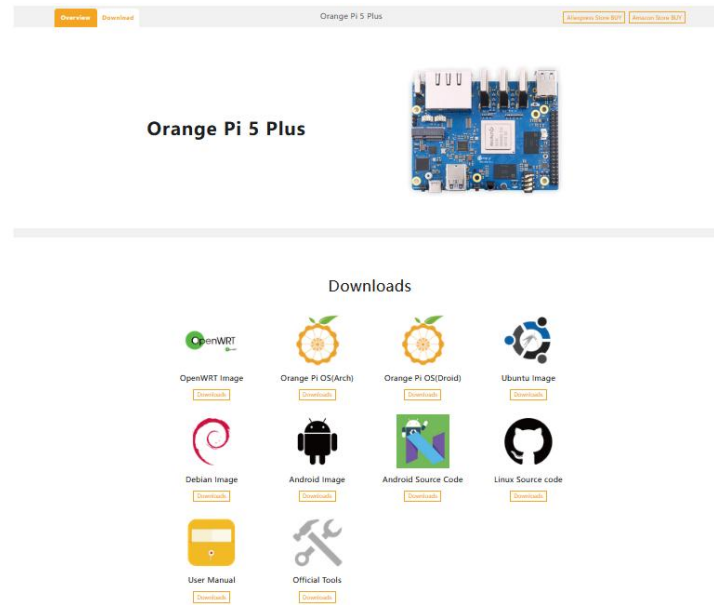 Overview Download Orange Pi 5 Plus Aliexpress Store BUY Amazon Store BUY
Orange Pi 5 Plus
Downloads
OpenWRT
OpenWRT Image Orange Pi OS(Arch) Orange Pi OS(Droid) Ubuntu Image
Downloads Downloads Downloads Downloads
Debian Image Android Image Android Source Code Linux Source code
Downloads Downloads Downloads Downloads
User Manual Official Tools
Downloads Downloads